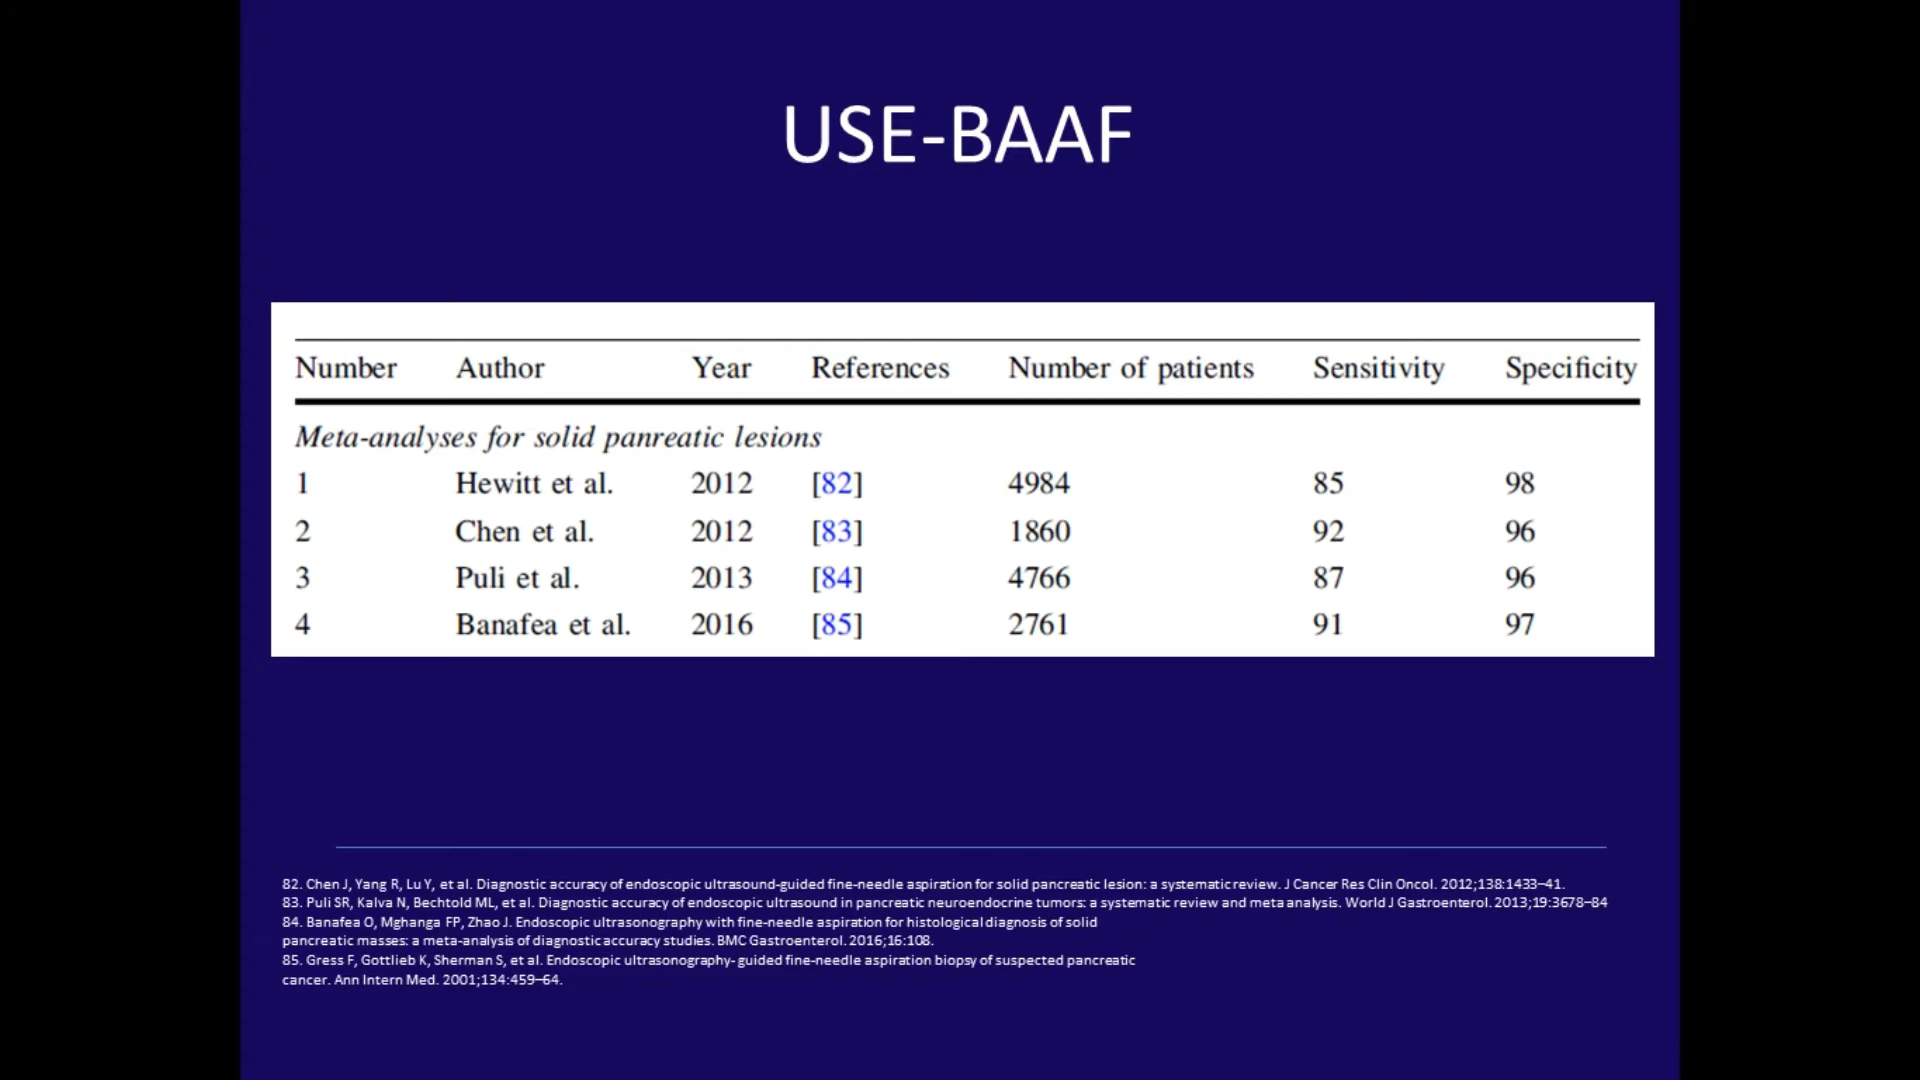 USE-BAAF
Number Author Year References Number of patients Sensitivity Specificity
Meta-analyses for solid panreatic lesions
1 Hewitt et al. 2012 [82] 4984 85 98
2 Chen et al. 2012 [83] 1860 92 96
3 Puli et al. 2013 [84] 4766 87 96
4 Banafea et al. 2016 [85] 2761 91 97
82. Chen J, Yang R, Lu Y, et al. Diagnostic accuracy of endoscopic ultrasound-guided fine-needle aspiration for solid pancreatic lesion: a systematic review. J Cancer Res Clin Oncol. 2012;138:1433–41.
83. Puli SR, Kalva N, Bechtold ML, et al. Diagnostic accuracy of endoscopic ultrasound in pancreatic neuroendocrine tumors: a systematic review and meta analysis. World J Gastroenterol. 2013;19:3678–84
84. Banafea O, Mghanga FP, Zhao J. Endoscopic ultrasonography with fine-needle aspiration for histological diagnosis of solid
pancreatic masses: a meta-analysis of diagnostic accuracy studies. BMC Gastroenterol. 2016;16:108.
85. Gress F, Gottlieb K, Sherman S, et al. Endoscopic ultrasonography- guided fine-needle aspiration biopsy of suspected pancreatic
cancer. Ann Intern Med. 2001;134:459–64.